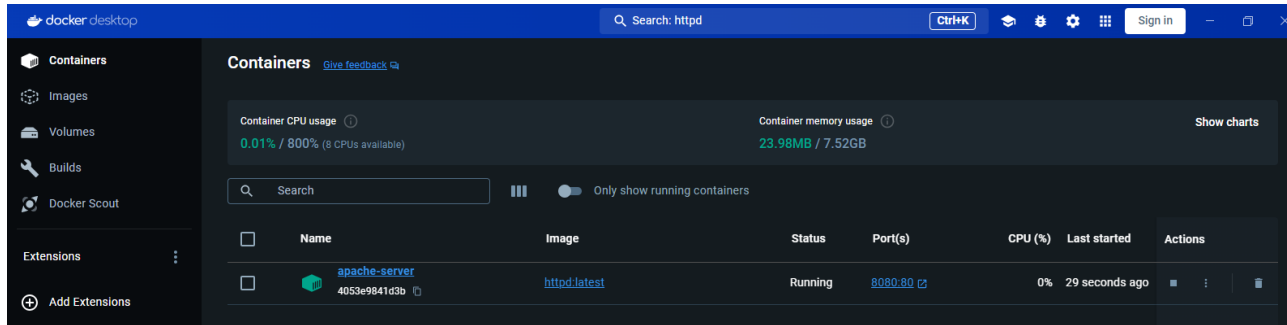 docker desktop
Search: httpd
Ctrl+K
Sign in
Containers
Images
Volumes
Builds
Docker Scout
Extensions
Add Extensions
Containers Give feedback
Container CPU usage
0.01% / 800% (8 CPUs available)
Container memory usage
23.98MB / 7.52GB
Show charts
Search
Only show running containers
Name Image Status Port(s) CPU (%) Last started Actions
apache-server
4053e9841d3b
httpd:latest Running 8080:80 0% 29 seconds ago